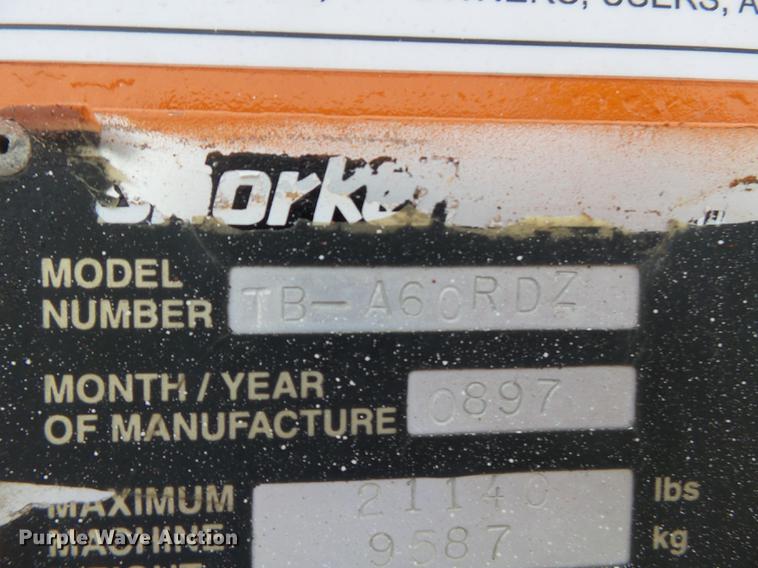 USERS, A
Snorkel
MODEL
NUMBER TB-A60RDZ
MONTH / YEAR
OF MANUFACTURE 0897
MAXIMUM 21140 lbs
MACHINE 9587 kg
Purple Wave Auction